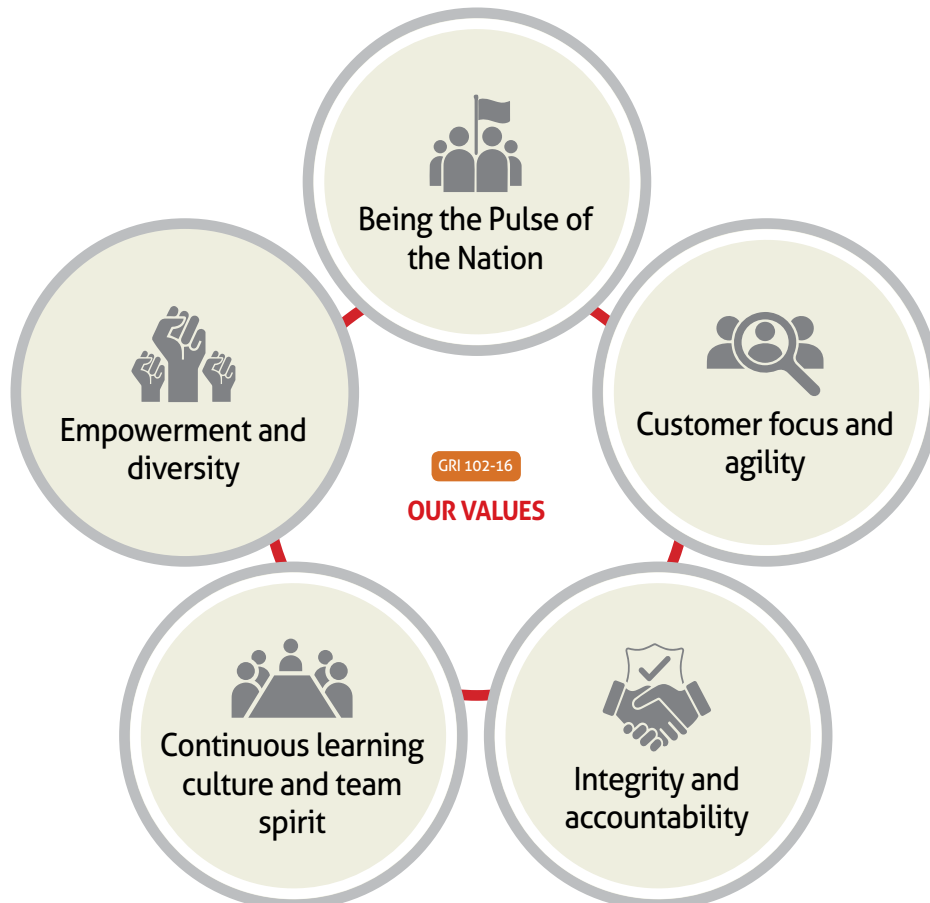 Being the Pulse of
the Nation
Empowerment and
diversity
Customer focus and
agility
GRI 102-16
OUR VALUES
Continuous learning
culture and team
spirit
Integrity and
accountability